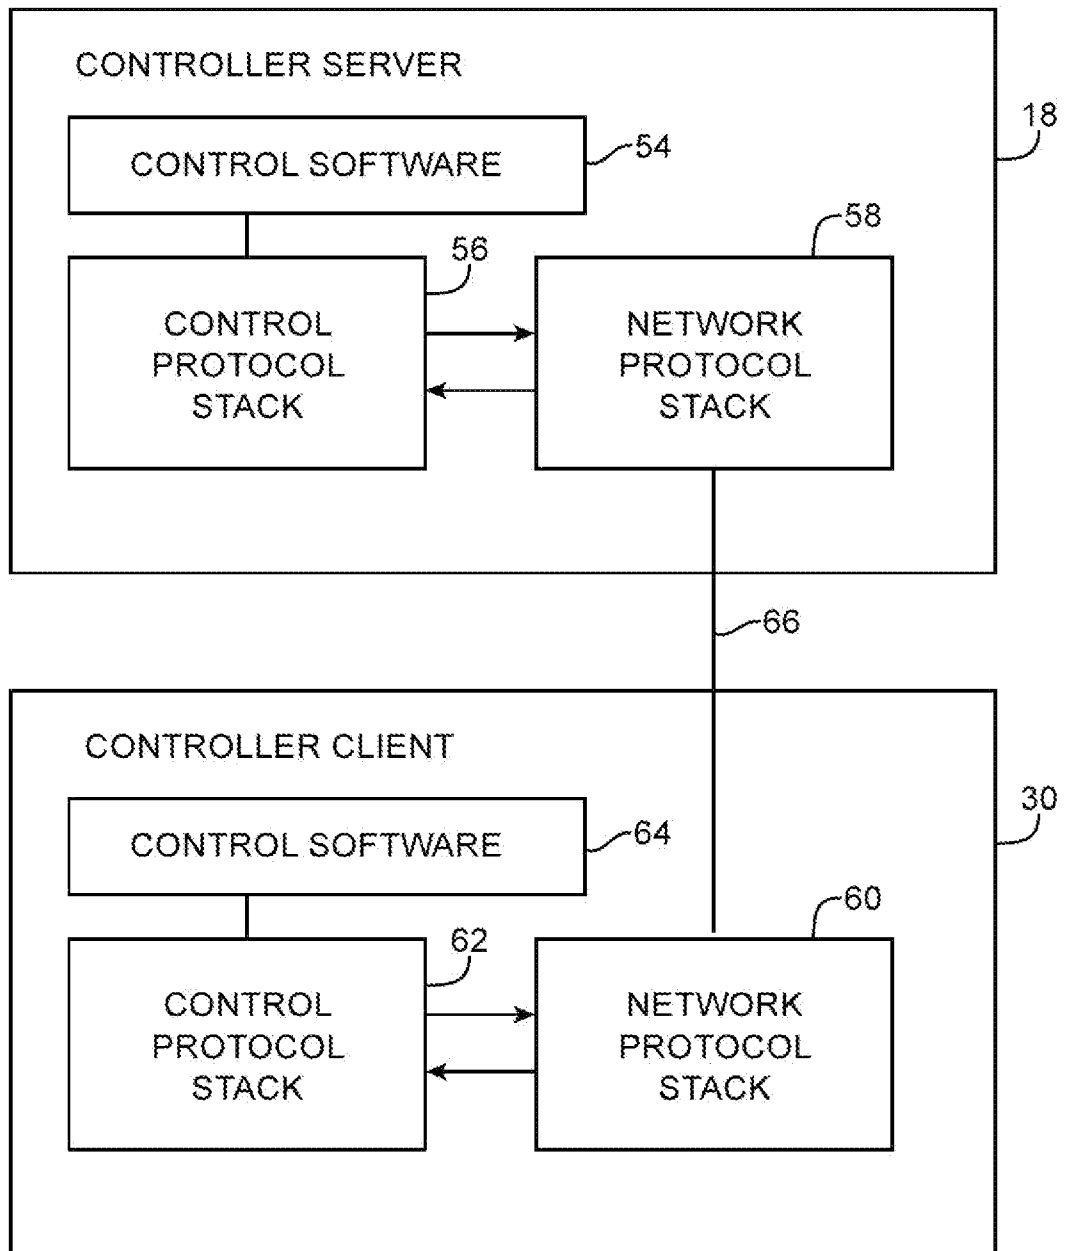 CONTROLLER SERVER
18
CONTROL SOFTWARE
54
56
58
CONTROL
PROTOCOL
STACK
NETWORK
PROTOCOL
STACK
66
CONTROLLER CLIENT
30
CONTROL SOFTWARE
64
62
60
CONTROL
PROTOCOL
STACK
NETWORK
PROTOCOL
STACK